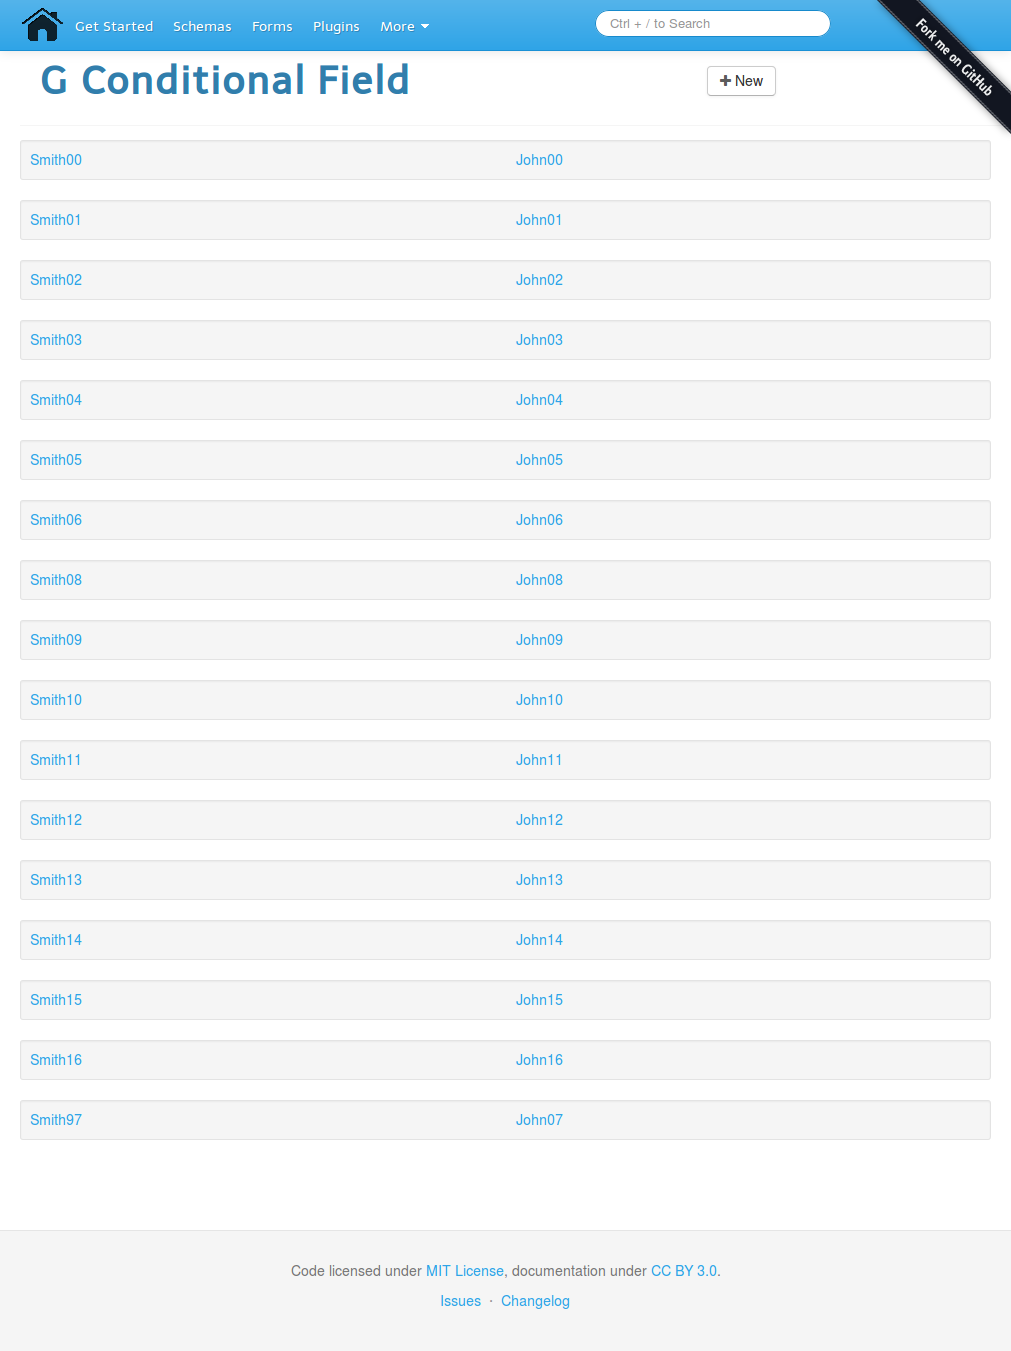 Get Started Schemas Forms Plugins More Ctrl + / to Search
Fork me on GitHub
G Conditional Field New
Smith00 John00
Smith01 John01
Smith02 John02
Smith03 John03
Smith04 John04
Smith05 John05
Smith06 John06
Smith08 John08
Smith09 John09
Smith10 John10
Smith11 John11
Smith12 John12
Smith13 John13
Smith14 John14
Smith15 John15
Smith16 John16
Smith97 John07
Code licensed under MIT License, documentation under CC BY 3.0.
Issues · Changelog